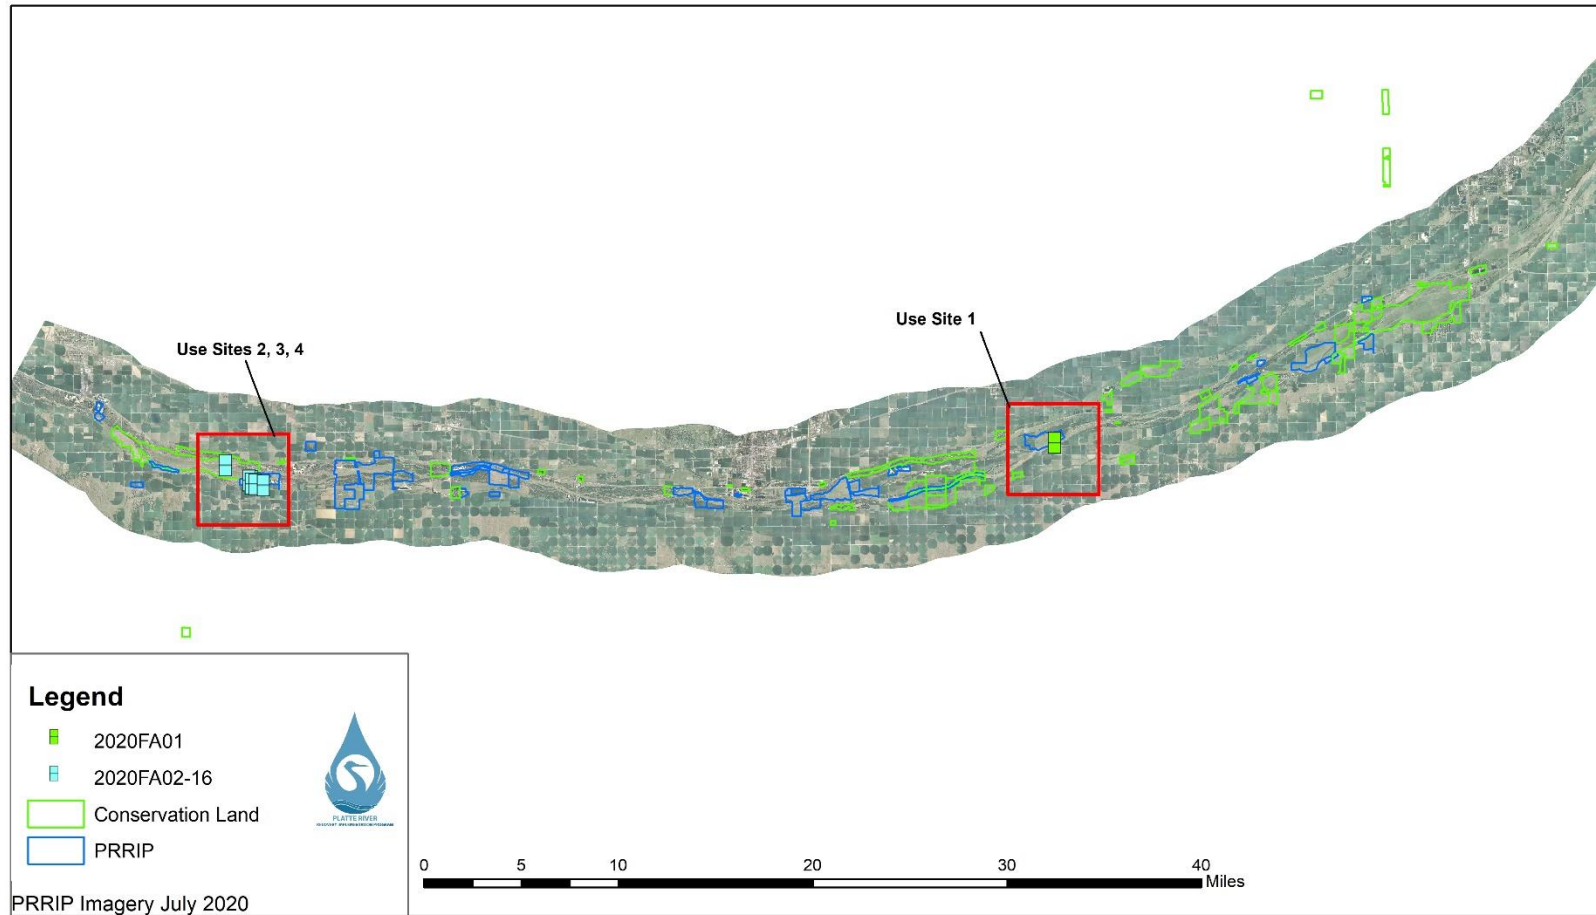 Use Site 1
Use Sites 2, 3, 4
Legend
2020FA01
2020FA02-16
Conservation Land
PRRIP
PLATTE RIVER
0 5 10 20 30 40
Miles
PRRIP Imagery July 2020